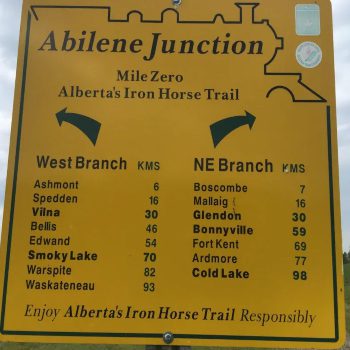 Abilene Junction
Mile Zero
Alberta's Iron Horse Trail
West Branch KMS
Ashmont 6
Spedden 16
Vilna 30
Bellis 46
Edwand 54
Smoky Lake 70
Warspite 82
Waskateneau 93
NE Branch KMS
Boscombe 7
Mallaig 16
Glendon 30
Bonnyville 59
Fort Kent 69
Ardmore 77
Cold Lake 98
Enjoy Alberta's Iron Horse Trail Responsibly